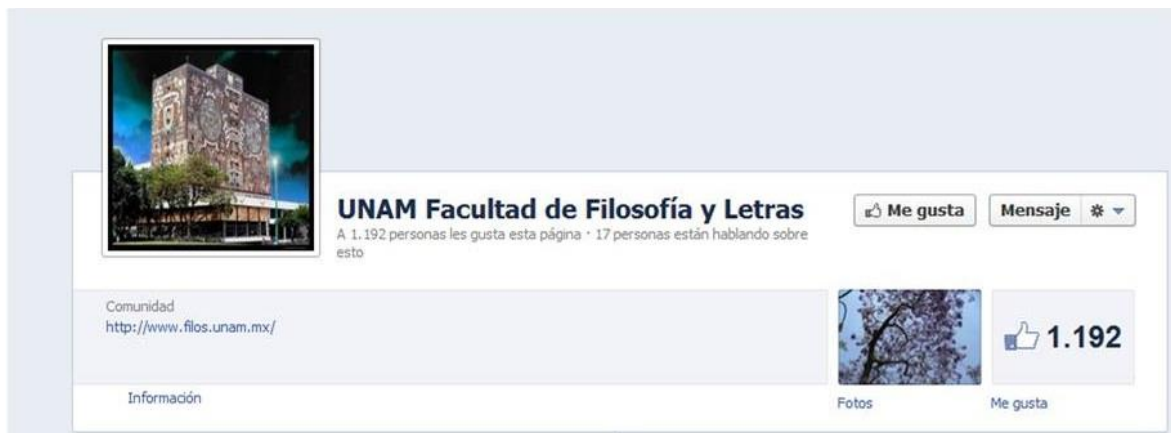 UNAM Facultad de Filosofía y Letras
A 1.192 personas les gusta esta página · 17 personas están hablando sobre
esto
Me gusta
Mensaje
Comunidad
http://www.filos.unam.mx/
1.192
Información
Fotos
Me gusta